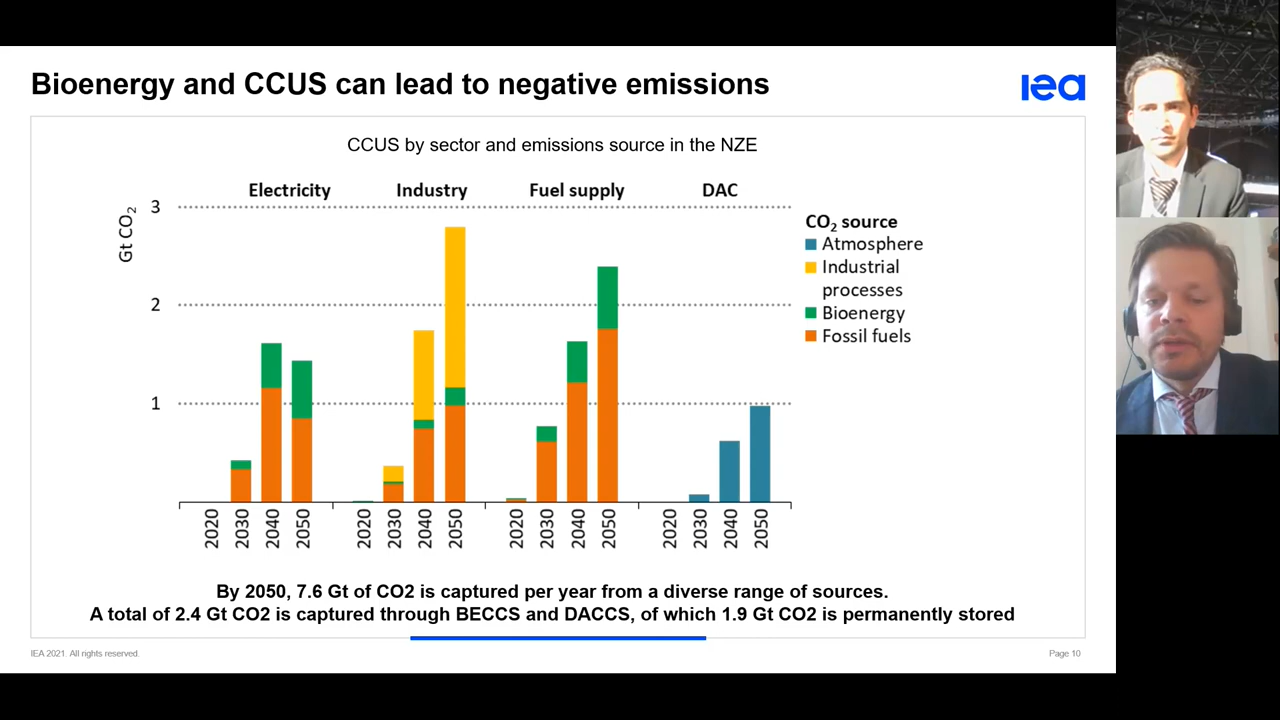 Bioenergy and CCUS can lead to negative emissions
iea
CCUS by sector and emissions source in the NZE
Electricity Industry Fuel supply DAC
Gt CO₂
3
2
1
CO₂ source
Atmosphere
Industrial
processes
Bioenergy
Fossil fuels
2020 2030 2040 2050 2020 2030 2040 2050 2020 2030 2040 2050 2020 2030 2040 2050
By 2050, 7.6 Gt of CO2 is captured per year from a diverse range of sources.
A total of 2.4 Gt CO2 is captured through BECCS and DACCS, of which 1.9 Gt CO2 is permanently stored
IEA 2021. All rights reserved.
Page 10